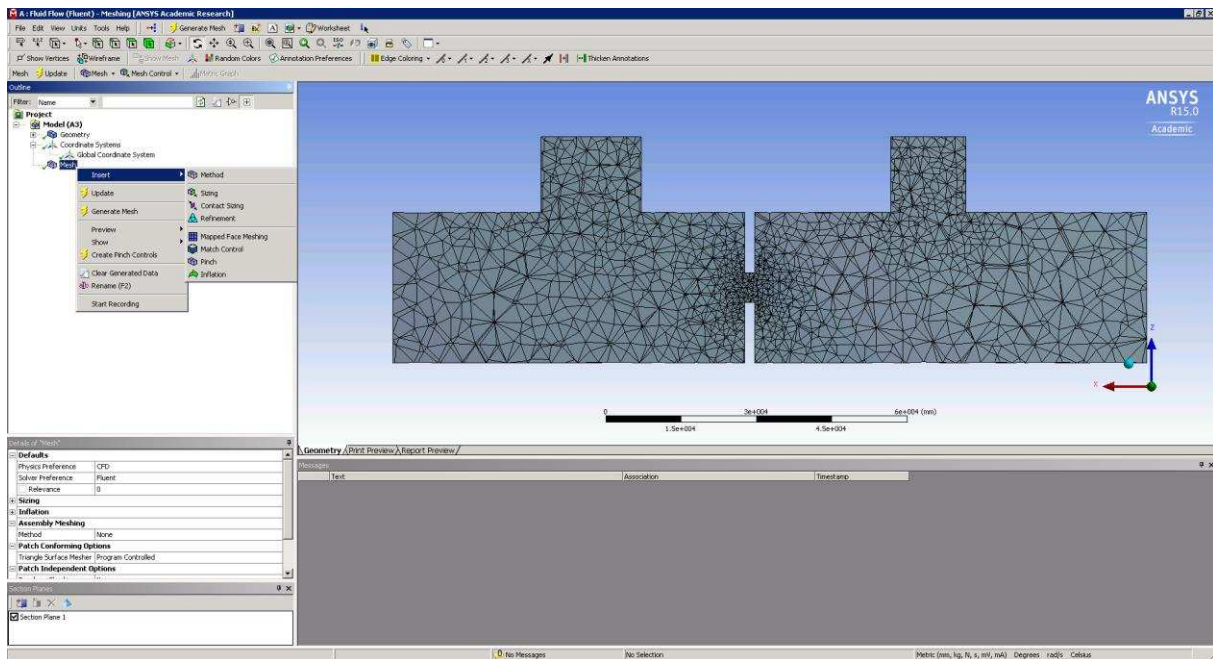 A : Fluid Flow (Fluent) - Meshing [ANSYS Academic Research]
File Edit View Units Tools Help Generate Mesh A Worksheet
Show Vertices Wireframe Show Mesh Random Colors Annotation Preferences Edge Coloring Thicken Annotations
Mesh Update Mesh Mesh Control Metric Graph
Outline
Filter: Name
Project
Model (A3)
Geometry
Coordinate Systems
Global Coordinate System
Mesh
Insert
Update
Generate Mesh
Preview
Show
Create Pinch Controls
Clear Generated Data
Rename (F2)
Start Recording
Method
Sizing
Contact Sizing
Refinement
Mapped Face Meshing
Match Control
Pinch
Inflation
ANSYS
R15.0
Academic
Z
X
0 3e+004 6e+004 (mm)
1.5e+004 4.5e+004
Geometry Print Preview Report Preview
Details of "Mesh"
Defaults
Physics Preference CFD
Solver Preference Fluent
Relevance 0
Sizing
Inflation
Assembly Meshing
Method None
Patch Conforming Options
Triangle Surface Mesher Program Controlled
Patch Independent Options
Section Planes
Section Plane 1
Messages
Text Association Timestamp
No Messages No Selection Metric (mm, kg, N, s, mV, mA) Degrees rad/s Celsius